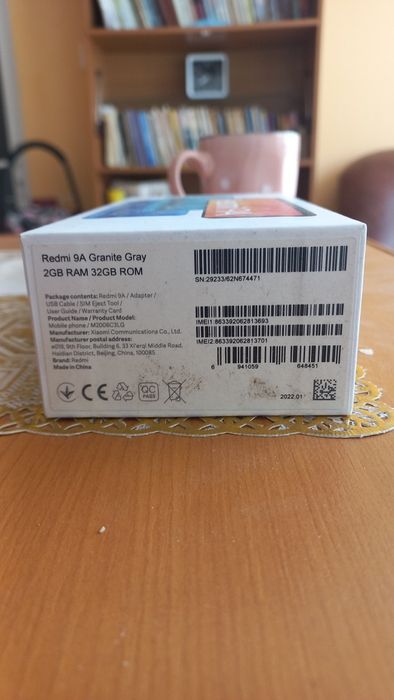 Redmi 9A Granite Gray
2GB RAM 32GB ROM
Package contents: Redmi 9A / Adapter /
USB Cable / SIM Eject Tool /
User Guide / Warranty Card
Product Name / Product Model:
Mobile phone / M2006C3LG
Manufacturer: Xiaomi Communications Co., Ltd.
Manufacturer postal address:
#019, 9th Floor, Building 6, 33 Xi'erqi Middle Road,
Haidian District, Beijing, China, 100085
Brand: Redmi
Made in China
CE
QC
PASS
SN:29233/62N674471
IMEI1:863392062813693
IMEI2:863392062813701
6 941059 648451
2022.01